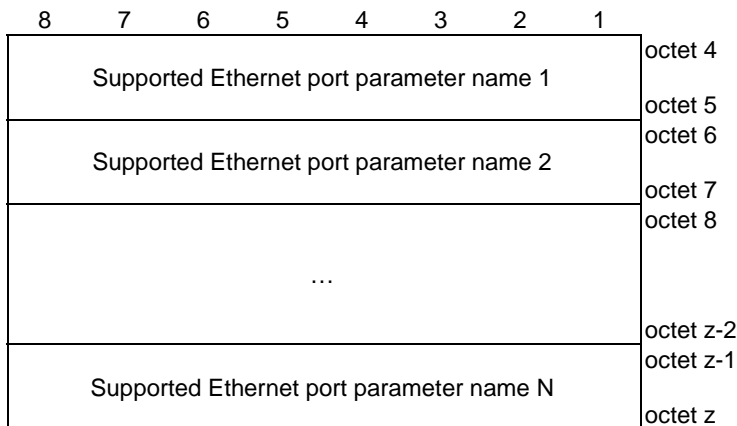 8 7 6 5 4 3 2 1
octet 4
Supported Ethernet port parameter name 1
octet 5
octet 6
Supported Ethernet port parameter name 2
octet 7
octet 8
…
octet z-2
octet z-1
Supported Ethernet port parameter name N
octet z